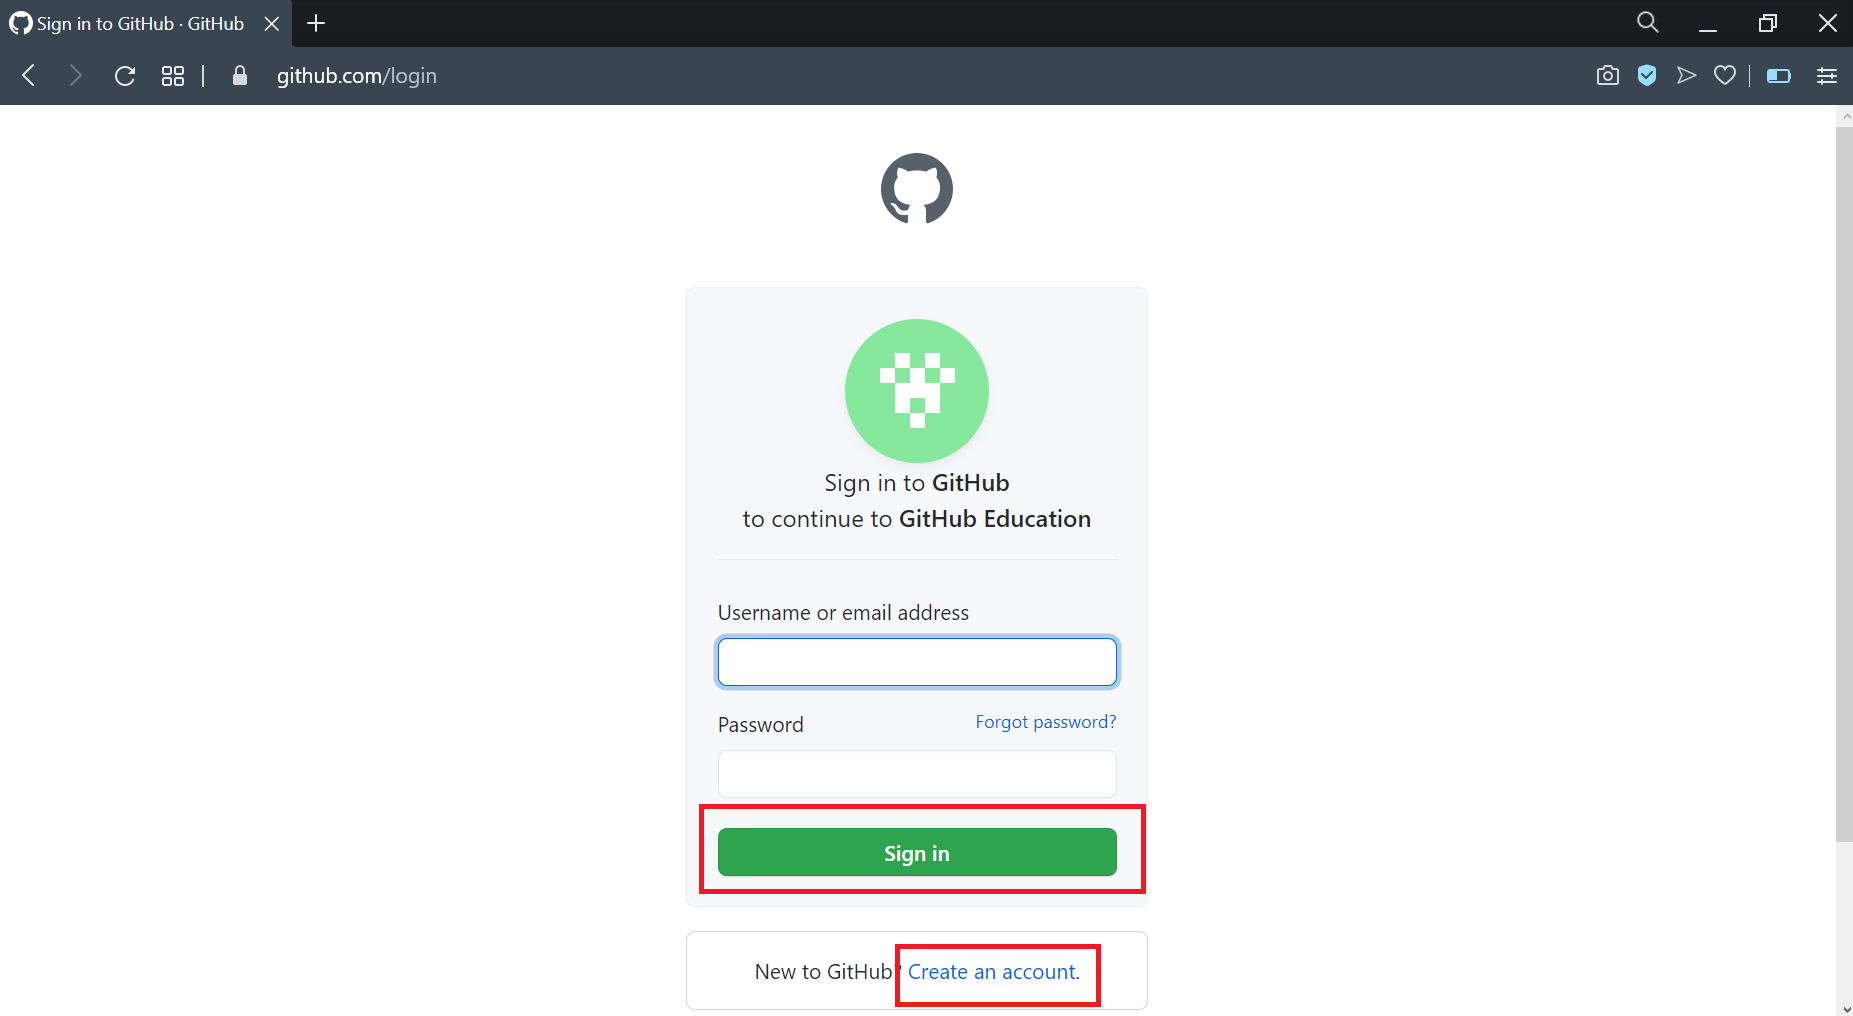 Sign in to GitHub · GitHub
github.com/login
Sign in to GitHub
to continue to GitHub Education
Username or email address
Password
Forgot password?
Sign in
New to GitHub? Create an account.